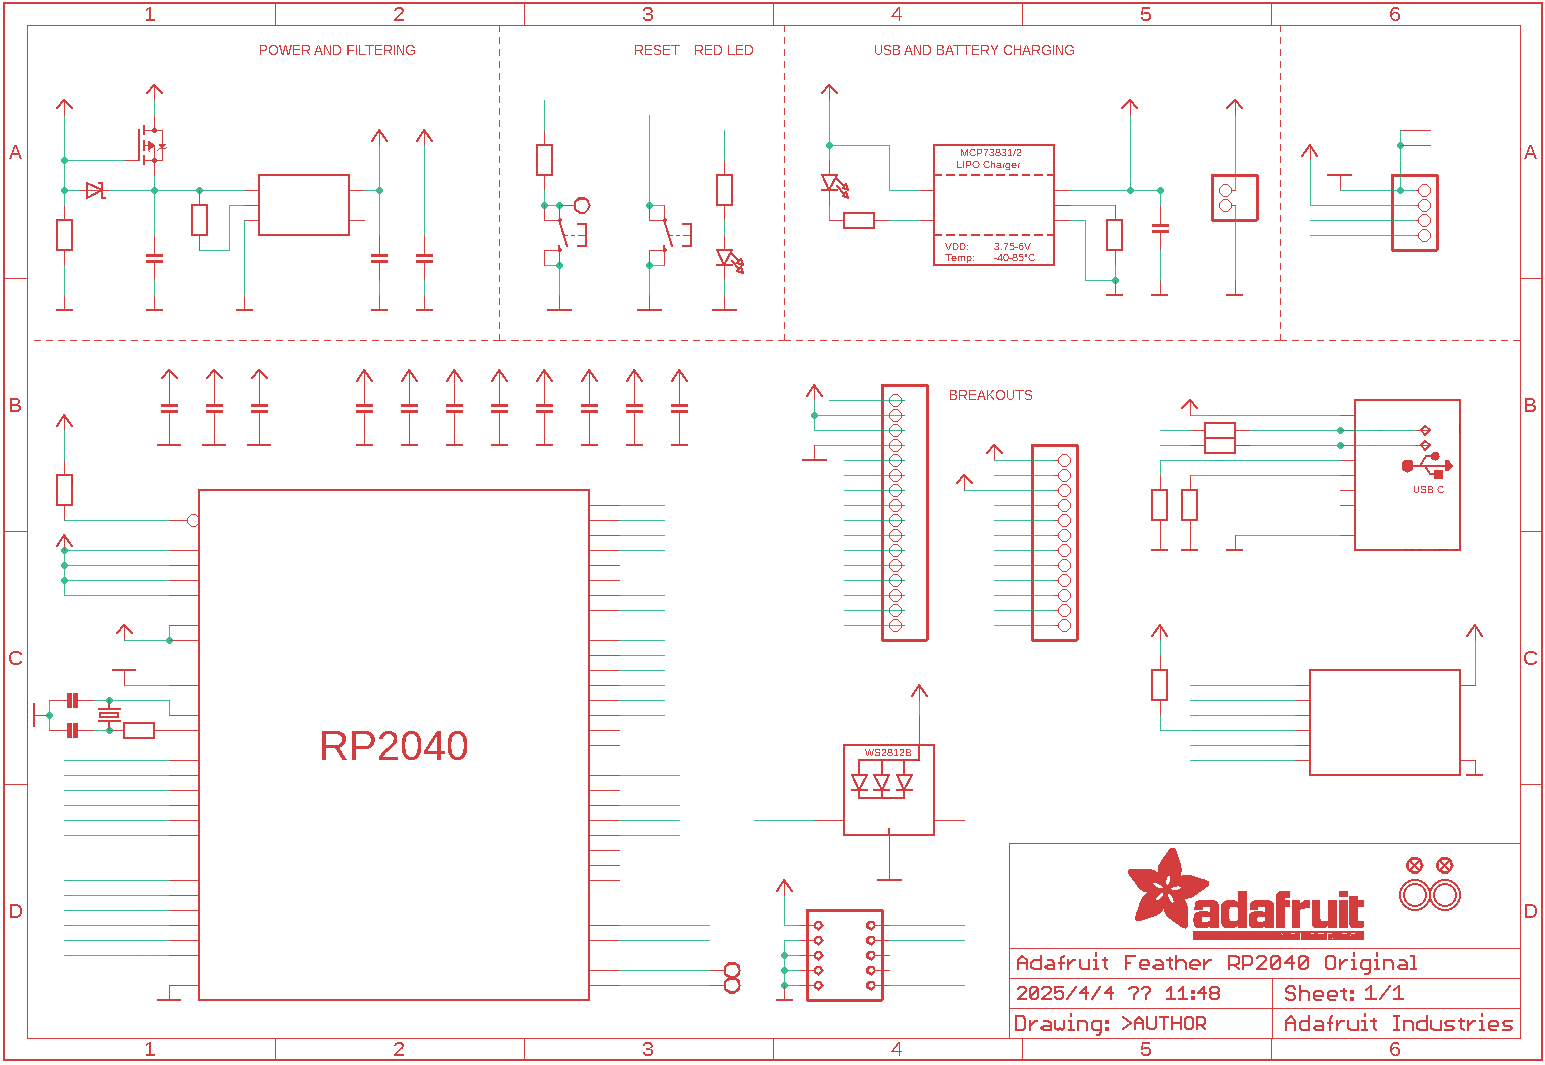 1 2 3 4 5 6
POWER AND FILTERING
RESET RED LED
USB AND BATTERY CHARGING
A A
MCP73831/2
LIPO Charger
VDD: 3.75-6V
Temp: -40-85°C
B B
BREAKOUTS
USB C
C C
RP2040
WS2812B
D D
adafruit
Adafruit Feather RP2040 Original
2025/4/4 ?? 11:48 Sheet: 1/1
Drawing: >AUTHOR Adafruit Industries
1 2 3 4 5 6